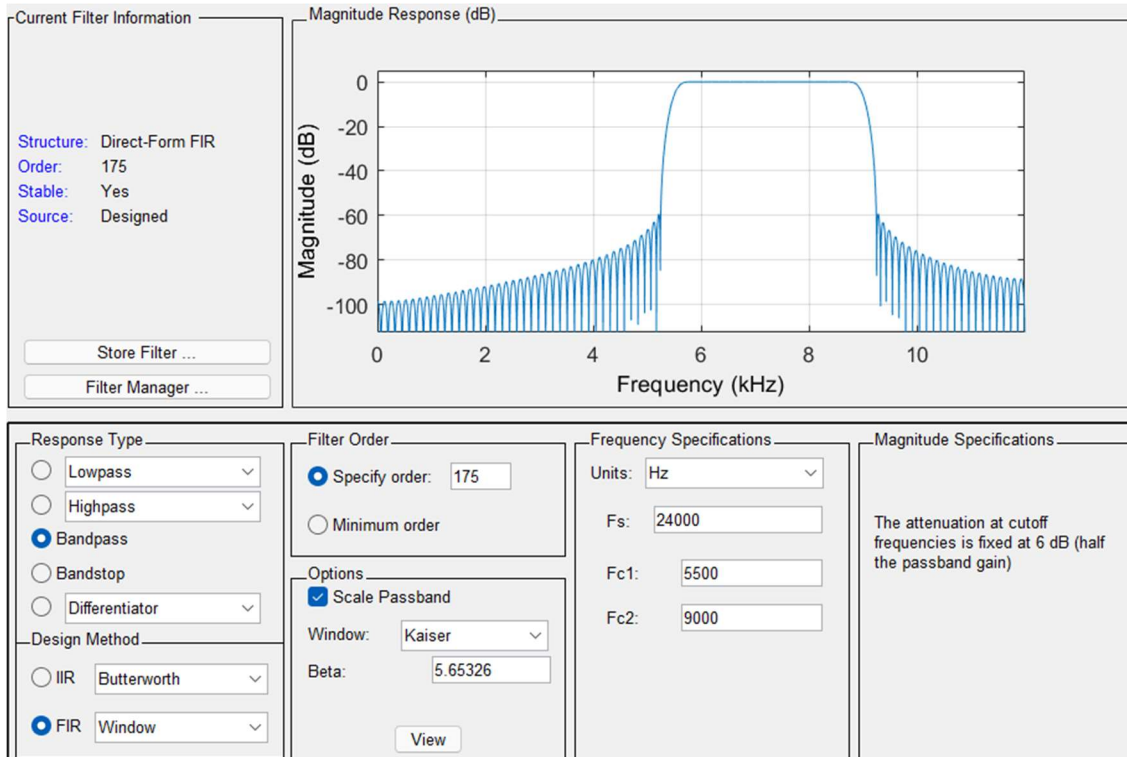 Current Filter Information
Structure: Direct-Form FIR
Order: 175
Stable: Yes
Source: Designed
Store Filter ...
Filter Manager ...
Magnitude Response (dB)
Magnitude (dB)
0
-20
-40
-60
-80
-100
0 2 4 6 8 10
Frequency (kHz)
Response Type
Lowpass
Highpass
Bandpass
Bandstop
Differentiator
Design Method
IIR Butterworth
FIR Window
Filter Order
Specify order: 175
Minimum order
Options
Scale Passband
Window: Kaiser
Beta: 5.65326
View
Frequency Specifications
Units: Hz
Fs: 24000
Fc1: 5500
Fc2: 9000
Magnitude Specifications
The attenuation at cutoff
frequencies is fixed at 6 dB (half
the passband gain)